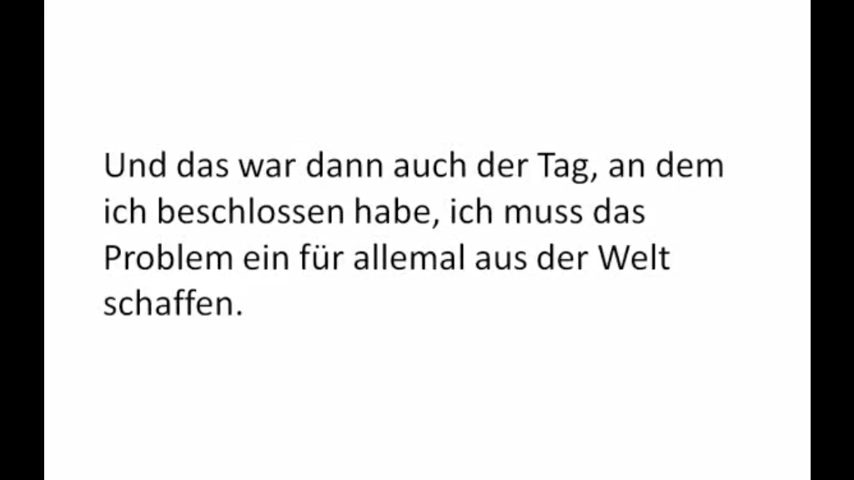 Und das war dann auch der Tag, an dem
ich beschlossen habe, ich muss das
Problem ein für allemal aus der Welt
schaffen.